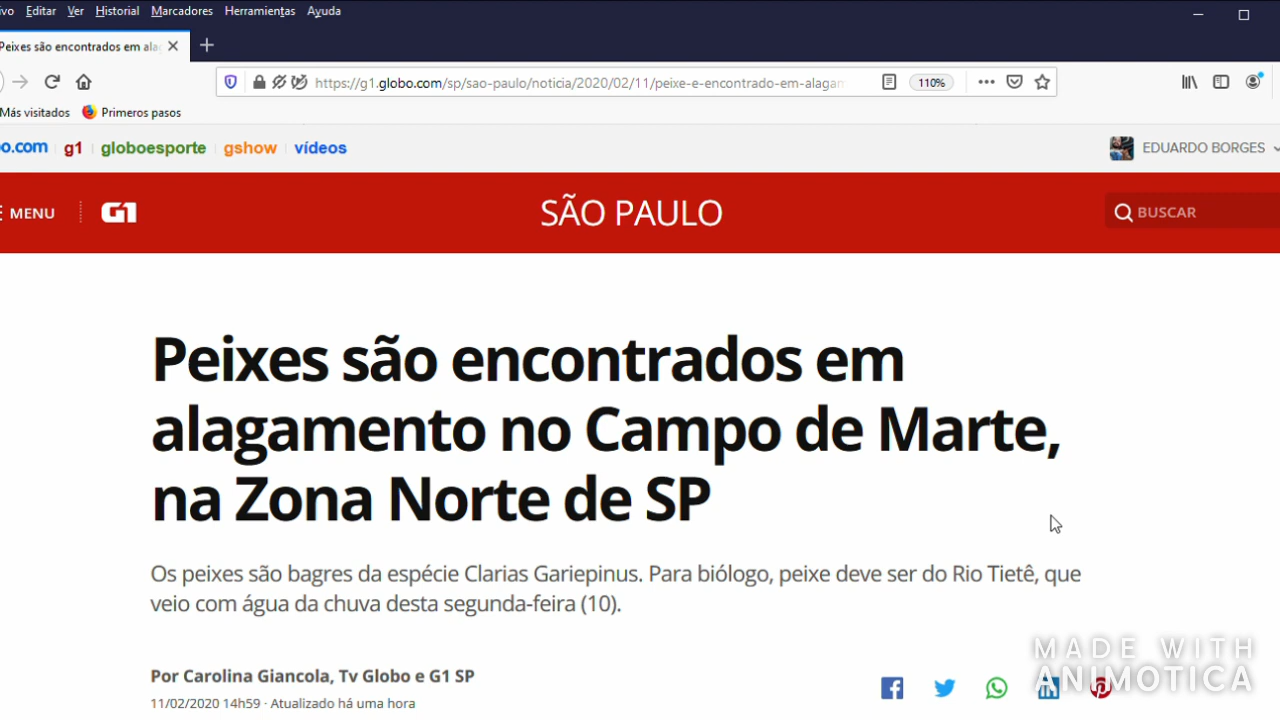 ivo Editar Ver Historial Marcadores Herramientas Ayuda
Peixes são encontrados em ala
https://g1.globo.com/sp/sao-paulo/noticia/2020/02/11/peixe-e-encontrado-em-alagam 110%
Más visitados Primeros pasos
bo.com g1 globoesporte gshow vídeos EDUARDO BORGES
MENU G1 SÃO PAULO BUSCAR
Peixes são encontrados em
alagamento no Campo de Marte,
na Zona Norte de SP
Os peixes são bagres da espécie Clarias Gariepinus. Para biólogo, peixe deve ser do Rio Tietê, que
veio com água da chuva desta segunda-feira (10).
Por Carolina Giancola, Tv Globo e G1 SP
11/02/2020 14h59 · Atualizado há uma hora
MADE WITH
ANIMOTICA